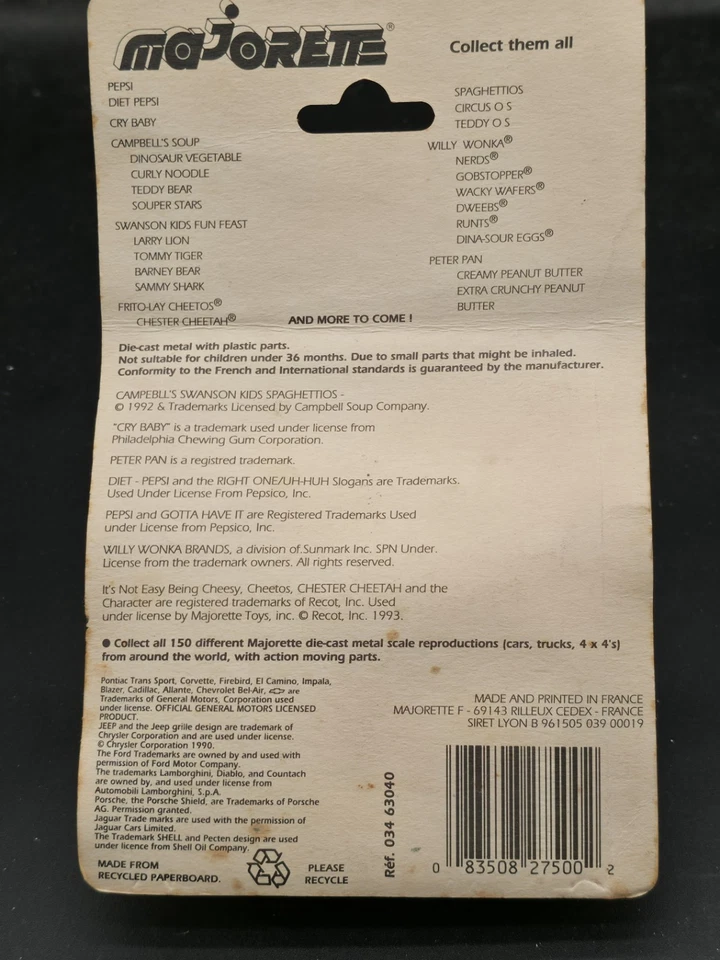 MAJORETTE®
Collect them all
PEPSI
DIET PEPSI
CRY BABY
CAMPBELL'S SOUP
DINOSAUR VEGETABLE
CURLY NOODLE
TEDDY BEAR
SOUPER STARS
SWANSON KIDS FUN FEAST
LARRY LION
TOMMY TIGER
BARNEY BEAR
SAMMY SHARK
FRITO-LAY CHEETOS®
CHESTER CHEETAH®
SPAGHETTIOS
CIRCUS O S
TEDDY O S
WILLY WONKA®
NERDS®
GOBSTOPPER®
WACKY WAFERS®
DWEEBS®
RUNTS®
DINA-SOUR EGGS®
PETER PAN
CREAMY PEANUT BUTTER
EXTRA CRUNCHY PEANUT
BUTTER
AND MORE TO COME !
Die-cast metal with plastic parts.
Not suitable for children under 36 months. Due to small parts that might be inhaled.
Conformity to the French and International standards is guaranteed by the manufacturer.
CAMPEBLL'S SWANSON KIDS SPAGHETTIOS -
© 1992 & Trademarks Licensed by Campbell Soup Company.
"CRY BABY" is a trademark used under license from
Philadelphia Chewing Gum Corporation.
PETER PAN is a registred trademark.
DIET - PEPSI and the RIGHT ONE/UH-HUH Slogans are Trademarks.
Used Under License From Pepsico, Inc.
PEPSI and GOTTA HAVE IT are Registered Trademarks Used
under License from Pepsico, Inc.
WILLY WONKA BRANDS, a division of Sunmark Inc. SPN Under.
License from the trademark owners. All rights reserved.
It's Not Easy Being Cheesy, Cheetos, CHESTER CHEETAH and the
Character are registered trademarks of Recot, Inc. Used
under license by Majorette Toys, inc. © Recot, Inc. 1993.
● Collect all 150 different Majorette die-cast metal scale reproductions (cars, trucks, 4 x 4's)
from around the world, with action moving parts.
Pontiac Trans Sport, Corvette, Firebird, El Camino, Impala,
Blazer, Cadillac, Allante, Chevrolet Bel-Air, are
Trademarks of General Motors, Corporation used
under license. OFFICIAL GENERAL MOTORS LICENSED
PRODUCT.
JEEP and the Jeep grille design are trademark of
Chrysler Corporation and are used under license.
© Chrysler Corporation 1990.
The Ford Trademarks are owned by and used with
permission of Ford Motor Company.
The trademarks Lamborghini, Diablo, and Countach
are owned by, and used under license from
Automobili Lamborghini, S.p.A.
Porsche, the Porsche Shield, are Trademarks of Porsche
AG. Permission granted.
Jaguar Trade marks are used with the permission of
Jaguar Cars Limited.
The Trademark SHELL and Pecten design are used
under licence from Shell Oil Company.
MADE FROM
RECYCLED PAPERBOARD.
PLEASE
RECYCLE
MADE AND PRINTED IN FRANCE
MAJORETTE F - 69143 RILLEUX CEDEX - FRANCE
SIRET LYON B 961505 039 00019
Réf. 034 63040
0 83508 27500 2